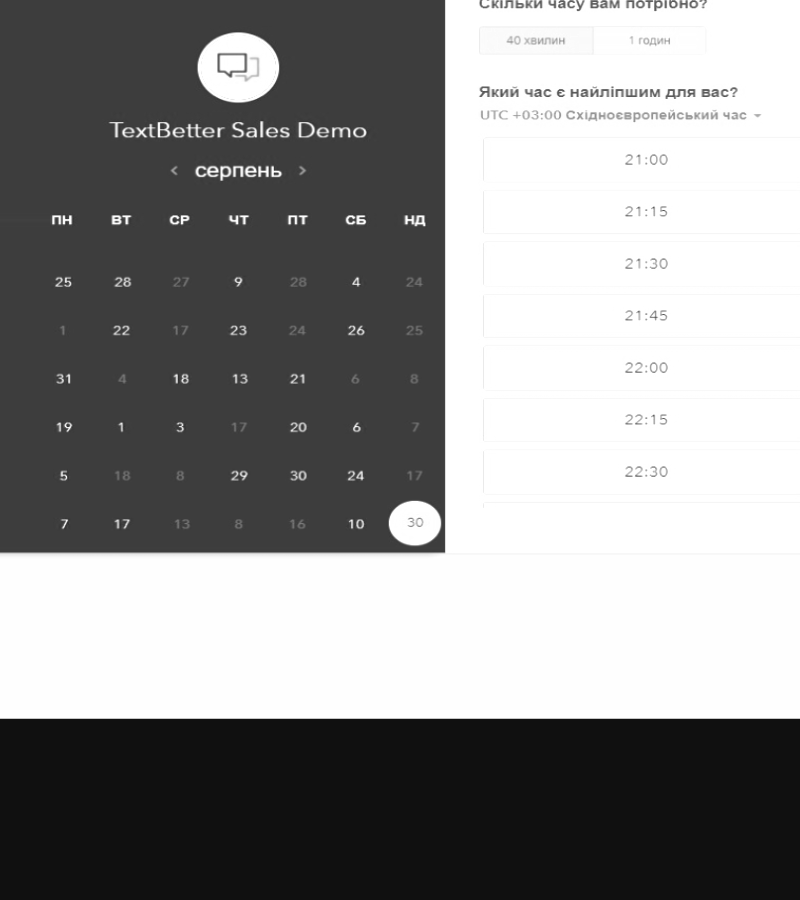 TextBetter Sales Demo
‹ серпень ›
ПН ВТ СР ЧТ ПТ СБ НД
25 28 27 9 28 4 24
1 22 17 23 24 26 25
31 4 18 13 21 6 8
19 1 3 17 20 6 7
5 18 8 29 30 24 17
7 17 13 8 16 10 30
Скільки часу вам потрібно?
40 хвилин 1 годин
Який час є найліпшим для вас?
UTC +03:00 Східноєвропейський час
21:00
21:15
21:30
21:45
22:00
22:15
22:30